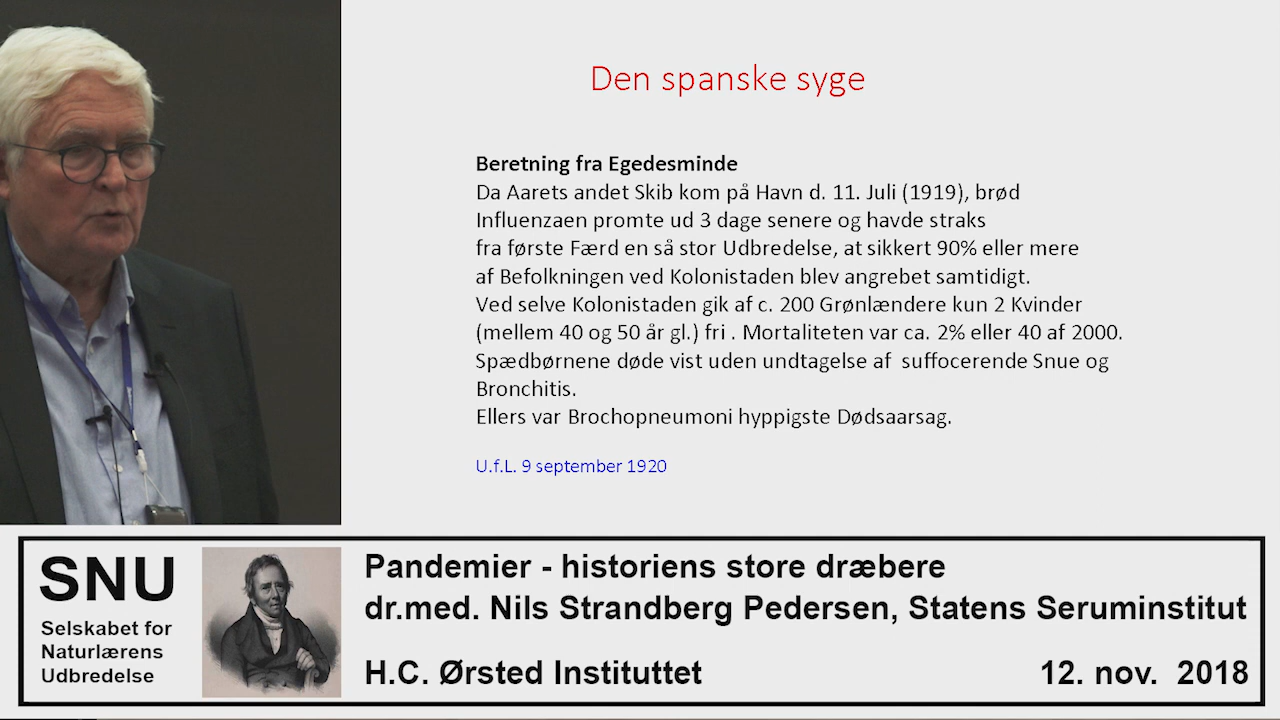 Den spanske syge
Beretning fra Egedesminde
Da Aarets andet Skib kom på Havn d. 11. Juli (1919), brød
Influenzaen promte ud 3 dage senere og havde straks
fra første Færd en så stor Udbredelse, at sikkert 90% eller mere
af Befolkningen ved Kolonistaden blev angrebet samtidigt.
Ved selve Kolonistaden gik af c. 200 Grønlændere kun 2 Kvinder
(mellem 40 og 50 år gl.) fri . Mortaliteten var ca. 2% eller 40 af 2000.
Spædbørnene døde vist uden undtagelse af suffocerende Snue og
Bronchitis.
Ellers var Brochopneumoni hyppigste Dødsaarsag.
U.f.L. 9 september 1920
SNU
Selskabet for
Naturlærens
Udbredelse
Pandemier - historiens store dræbere
dr.med. Nils Strandberg Pedersen, Statens Seruminstitut
H.C. Ørsted Instituttet
12. nov. 2018